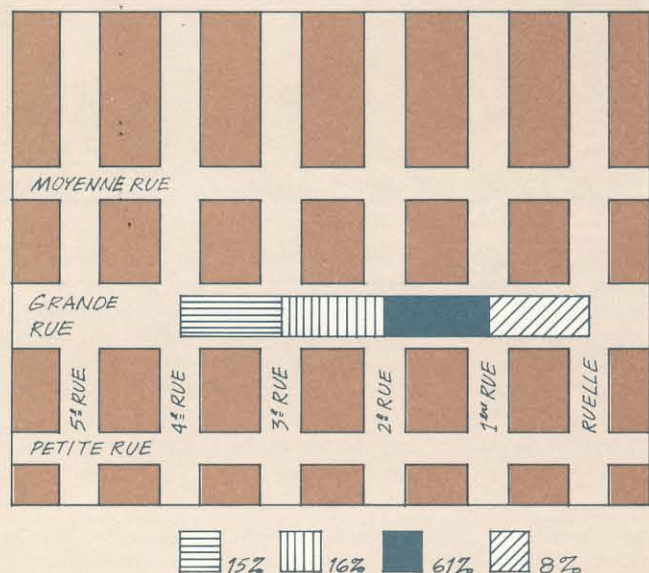 MOYENNE RUE
GRANDE
RUE
5e RUE
4e RUE
3e RUE
2e RUE
1ère RUE
RUELLE
PETITE RUE
15% 16% 61% 8%